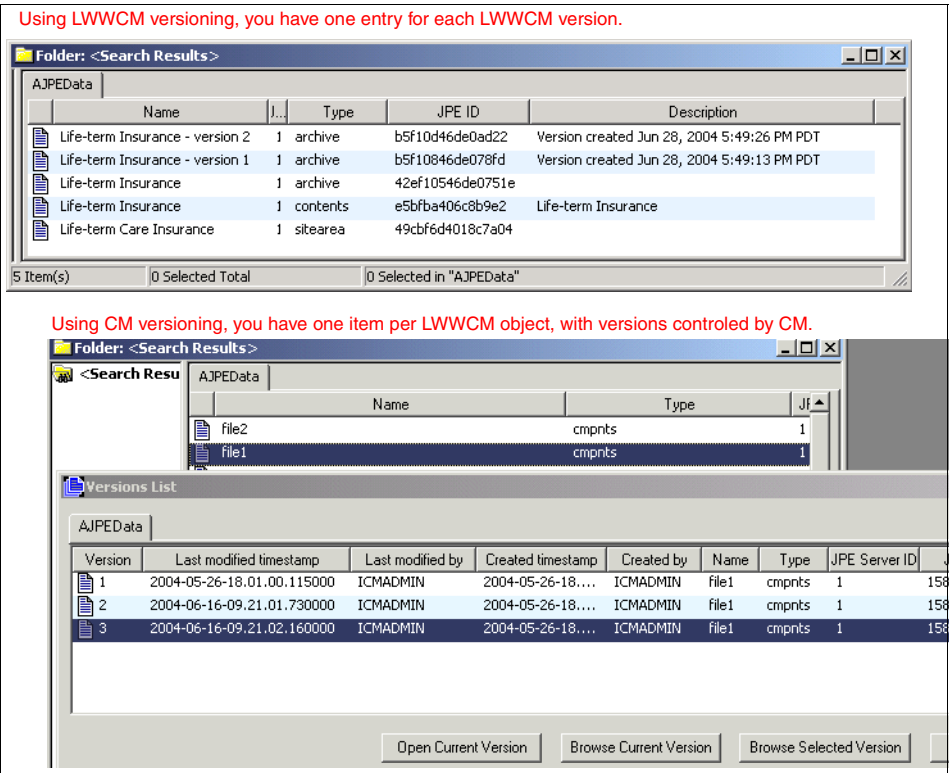 Using LWWCM versioning, you have one entry for each LWWCM version.
Folder: <Search Results>
AJPEData
Name J... Type JPE ID Description
Life-term Insurance - version 2 1 archive b5f10d46de0ad22 Version created Jun 28, 2004 5:49:26 PM PDT
Life-term Insurance - version 1 1 archive b5f10846de078fd Version created Jun 28, 2004 5:49:13 PM PDT
Life-term Insurance 1 archive 42ef10546de0751e
Life-term Insurance 1 contents e5bfba406c8b9e2 Life-term Insurance
Life-term Care Insurance 1 sitearea 49cbf6d4018c7a04
5 Item(s) 0 Selected Total 0 Selected in "AJPEData"
Using CM versioning, you have one item per LWWCM object, with versions controled by CM.
Folder: <Search Results>
<Search Resu AJPEData
Name Type
file2 cmpnts 1
file1 cmpnts 1
Versions List
AJPEData
Version Last modified timestamp Last modified by Created timestamp Created by Name Type JPE Server ID
1 2004-05-26-18.01.00.115000 ICMADMIN 2004-05-26-18.... ICMADMIN file1 cmpnts 1 158
2 2004-06-16-09.21.01.730000 ICMADMIN 2004-05-26-18.... ICMADMIN file1 cmpnts 1 158
3 2004-06-16-09.21.02.160000 ICMADMIN 2004-05-26-18.... ICMADMIN file1 cmpnts 1 158
Open Current Version Browse Current Version Browse Selected Version